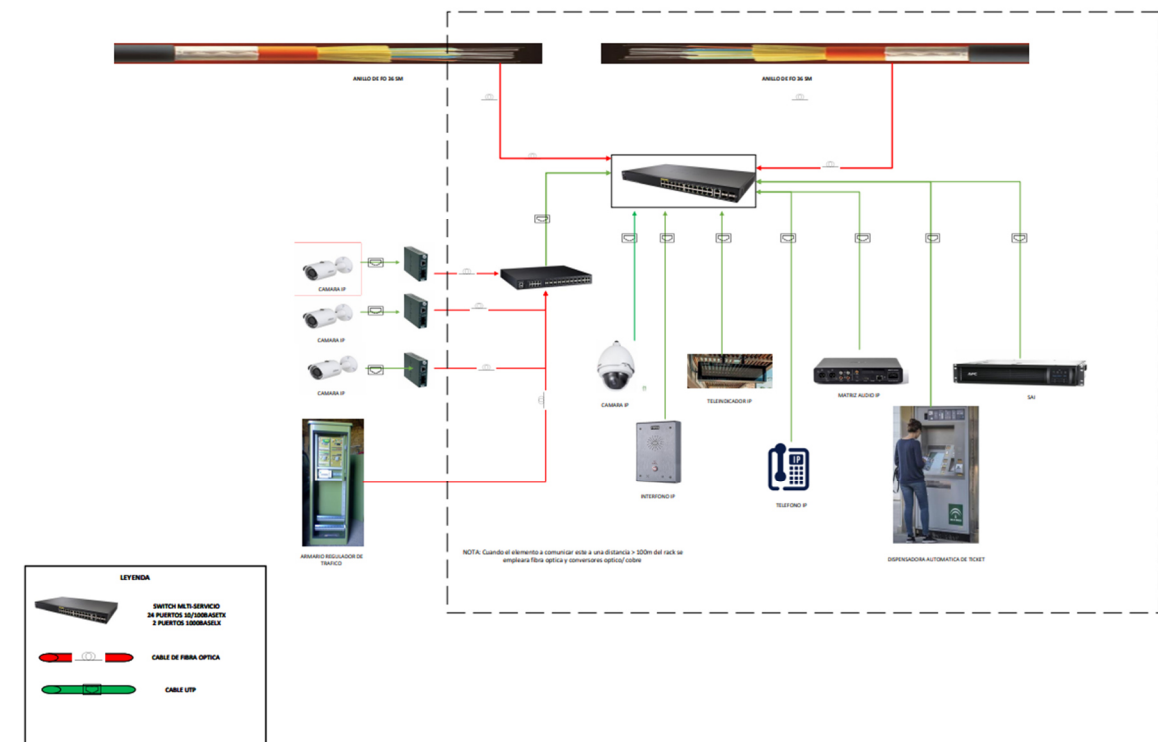 ANILLO DE FO 36 SM
ANILLO DE FO 36 SM
CAMARA IP
CAMARA IP
CAMARA IP
CAMARA IP
TELEINDICADOR IP
MATRIZ AUDIO IP
SAI
INTERFONO IP
IP
TELEFONO IP
ARMARIO REGULADOR DE
TRAFICO
DISPENSADORA AUTOMATICA DE TICKET
NOTA: Cuando el elemento a comunicar este a una distancia > 100m del rack se
empleara fibra optica y conversores optico/ cobre
LEYENDA
SWITCH MLTI-SERVICIO
24 PUERTOS 10/100BASETX
2 PUERTOS 1000BASELX
CABLE DE FIBRA OPTICA
CABLE UTP